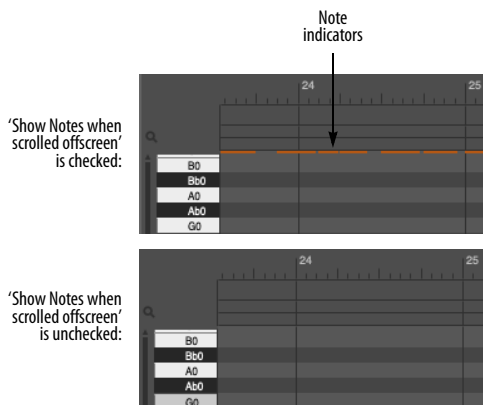 Note
indicators
‘Show Notes when
scrolled offscreen’
is checked:
24 25
B0
Bb0
A0
Ab0
G0
‘Show Notes when
scrolled offscreen’
is unchecked:
24 25
B0
Bb0
A0
Ab0
G0